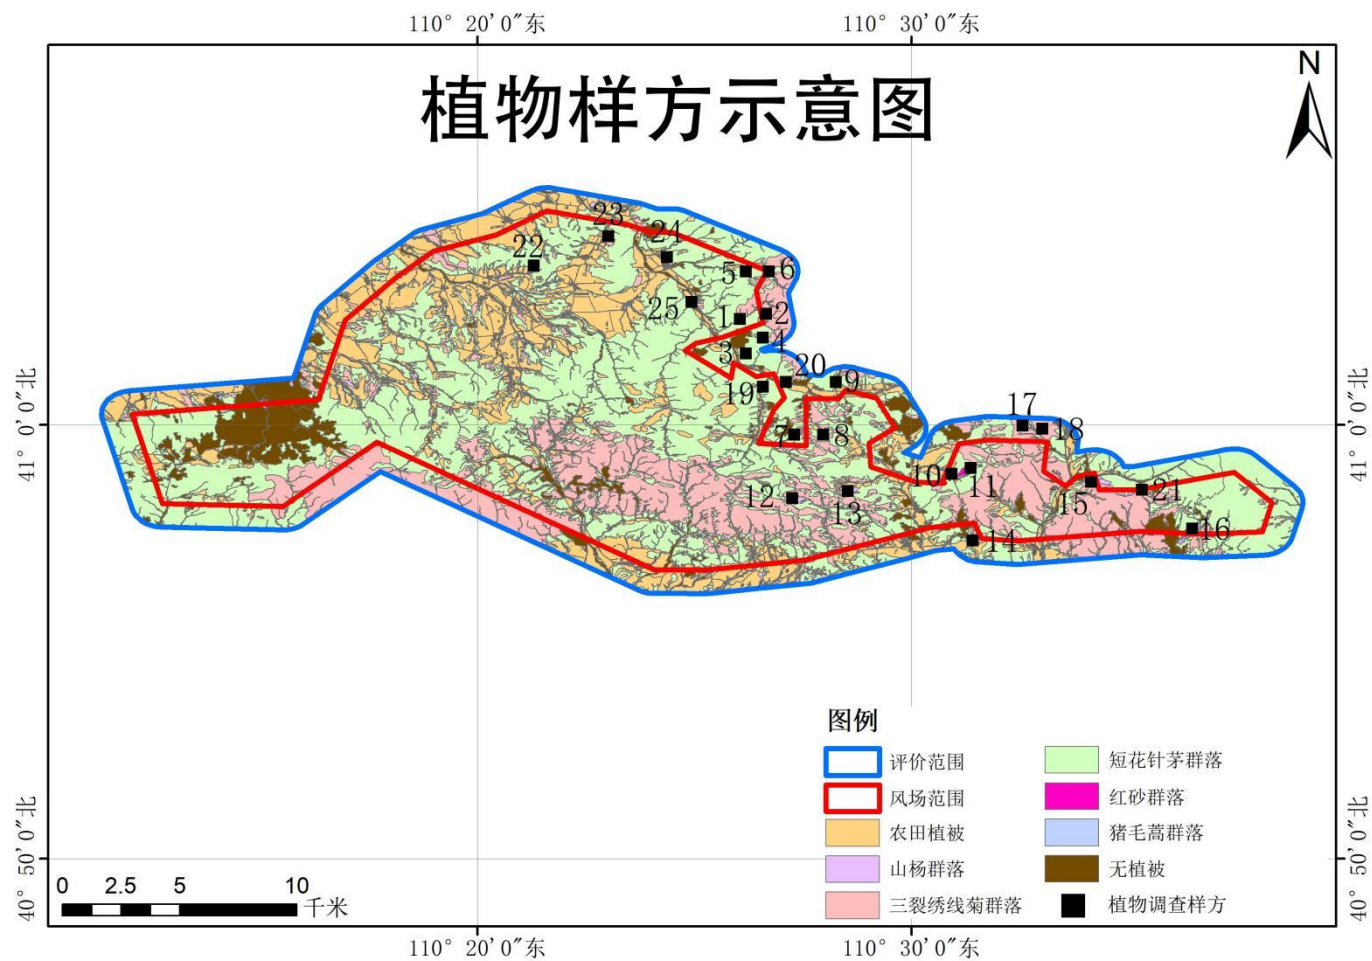 110° 20′0″东
110° 30′0″东
N
植物样方示意图
23
22
24
5
6
25
1
2
4
3
20
9
19
7
8
17
18
10
11
12
13
15
21
14
16
41° 0′0″北
41° 0′0″北
图例
评价范围
短花针茅群落
风场范围
红砂群落
农田植被
猪毛蒿群落
山杨群落
无植被
三裂绣线菊群落
植物调查样方
40° 50′0″北
40° 50′0″北
0 2.5 5 10
千米
110° 20′0″东
110° 30′0″东